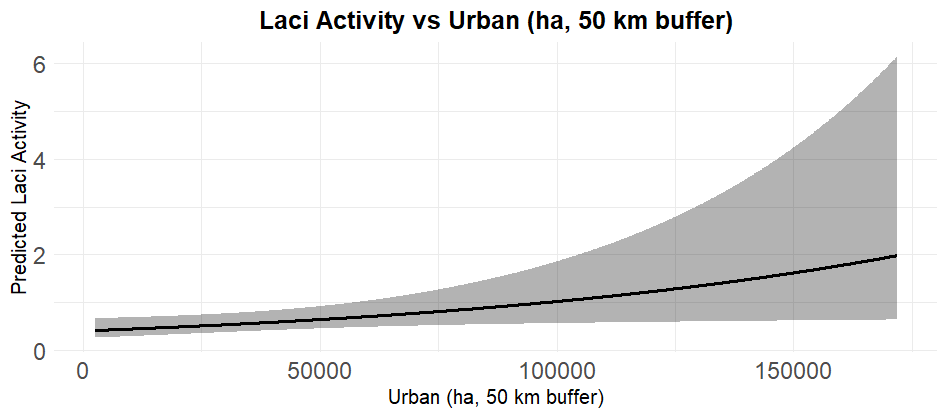 Laci Activity vs Urban (ha, 50 km buffer)
Predicted Laci Activity
6
4
2
0
0 50000 100000 150000
Urban (ha, 50 km buffer)